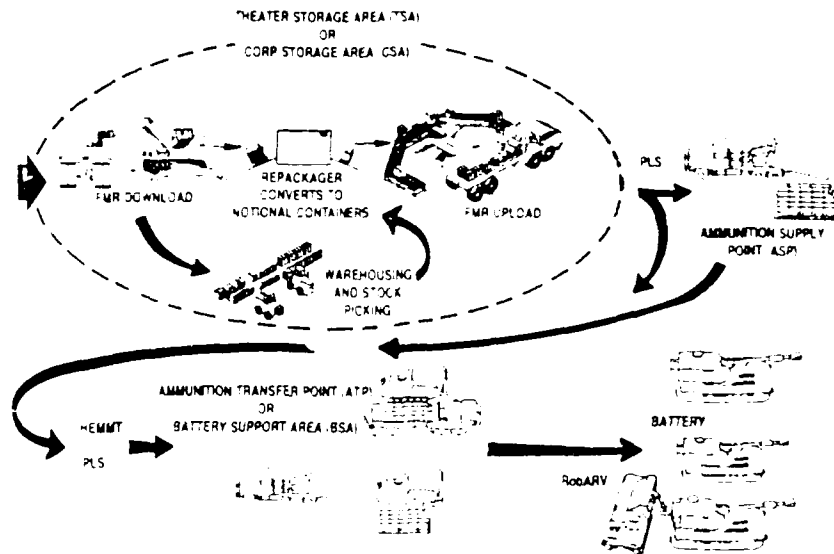 THEATER STORAGE AREA (TSA)
OR
CORP STORAGE AREA (CSA)
FMR DOWNLOAD
REPACKAGER
CONVERTS TO
NOTIONAL CONTAINERS
FMR UPLOAD
WAREHOUSING
AND STOCK
PICKING
PLS
AMMUNITION SUPPLY
POINT (ASP)
HEMMT
PLS
AMMUNITION TRANSFER POINT (ATP)
OR
BATTERY SUPPORT AREA (BSA)
BATTERY
RobARV